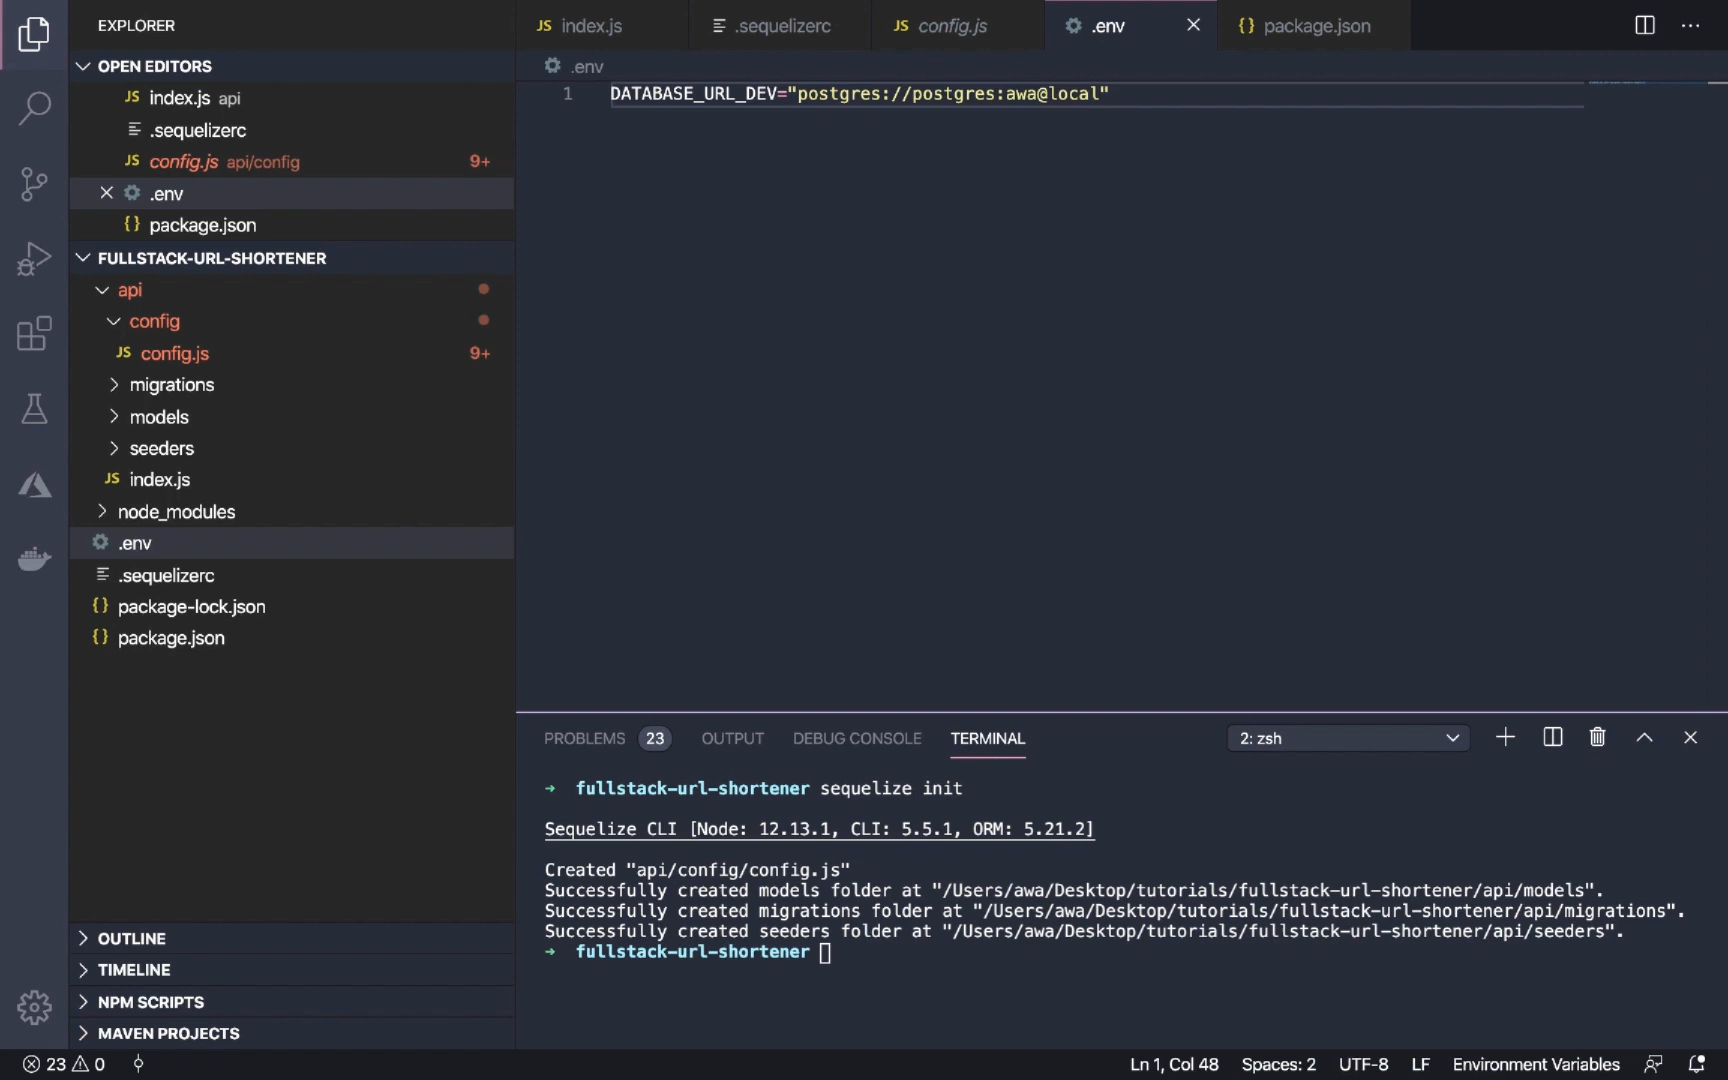 EXPLORER
OPEN EDITORS
JS index.js api
.sequelizerc
JS config.js api/config 9+
.env
{} package.json
FULLSTACK-URL-SHORTENER
api
config
JS config.js 9+
migrations
models
seeders
JS index.js
node_modules
.env
.sequelizerc
{} package-lock.json
{} package.json
OUTLINE
TIMELINE
NPM SCRIPTS
MAVEN PROJECTS
JS index.js .sequelizerc JS config.js .env {} package.json
.env
1 DATABASE_URL_DEV="postgres://postgres:awa@local"
PROBLEMS 23 OUTPUT DEBUG CONSOLE TERMINAL 2: zsh
→ fullstack-url-shortener sequelize init
Sequelize CLI [Node: 12.13.1, CLI: 5.5.1, ORM: 5.21.2]
Created "api/config/config.js"
Successfully created models folder at "/Users/awa/Desktop/tutorials/fullstack-url-shortener/api/models".
Successfully created migrations folder at "/Users/awa/Desktop/tutorials/fullstack-url-shortener/api/migrations".
Successfully created seeders folder at "/Users/awa/Desktop/tutorials/fullstack-url-shortener/api/seeders".
→ fullstack-url-shortener
23 0 Ln 1, Col 48 Spaces: 2 UTF-8 LF Environment Variables